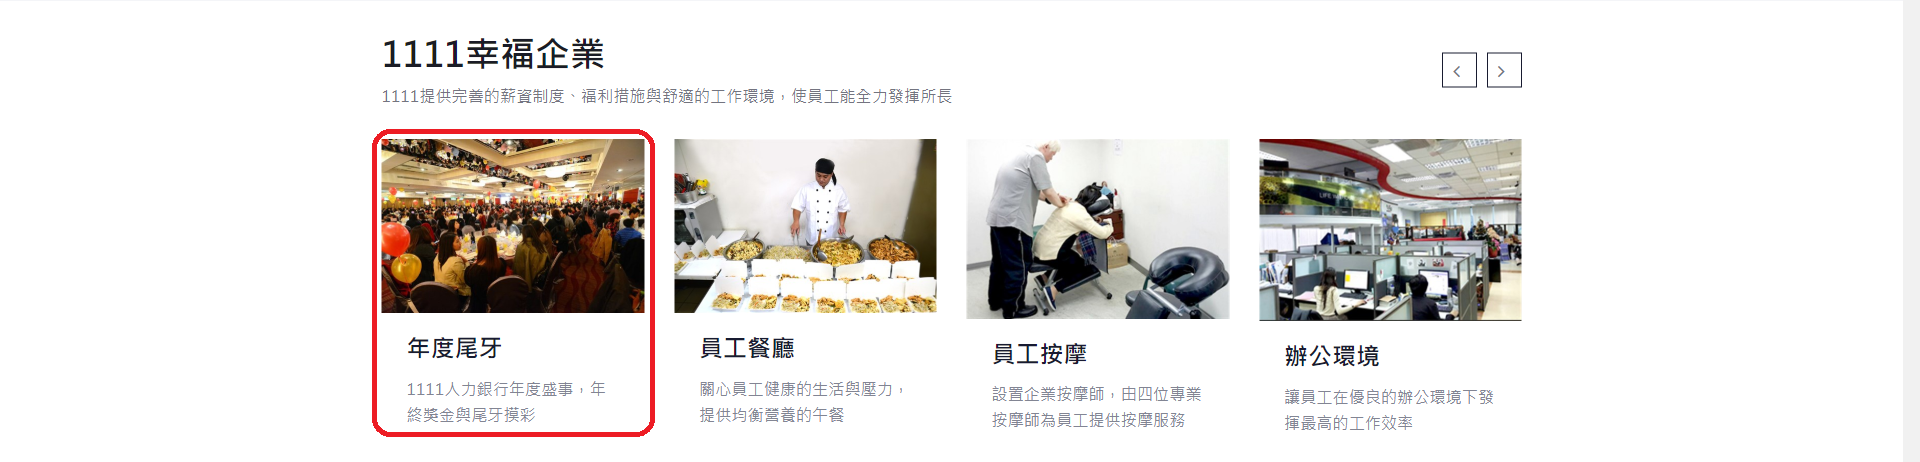 1111幸福企業
1111提供完善的薪資制度、福利措施與舒適的工作環境，使員工能全力發揮所長
年度尾牙
1111人力銀行年度盛事，年
終獎金與尾牙摸彩
員工餐廳
關心員工健康的生活與壓力，
提供均衡營養的午餐
員工按摩
設置企業按摩師，由四位專業
按摩師為員工提供按摩服務
辦公環境
讓員工在優良的辦公環境下發
揮最高的工作效率